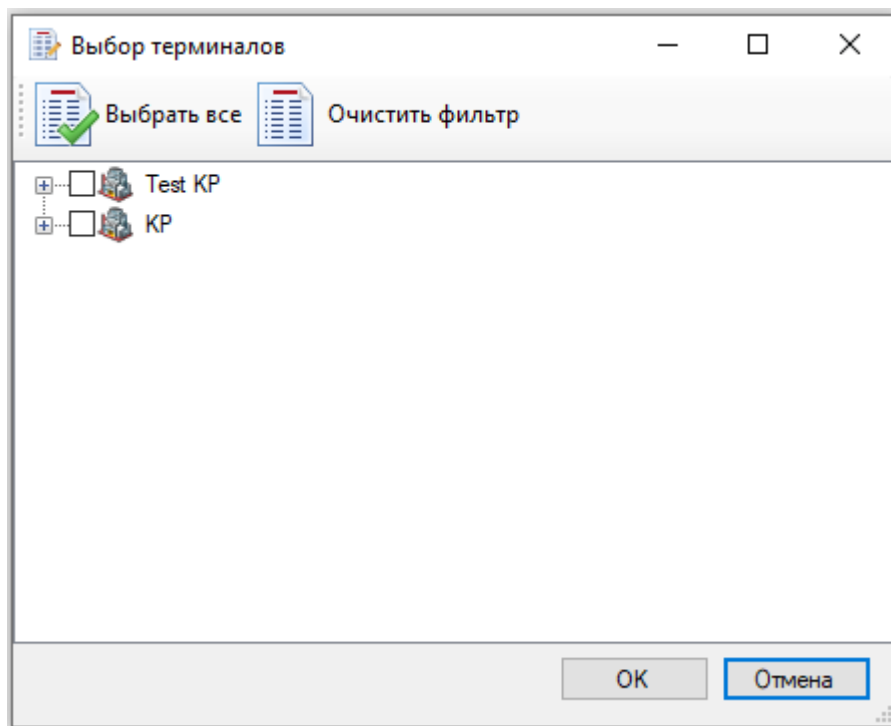 Выбор терминалов
Выбрать все Очистить фильтр
Test KP
KP
OK Отмена